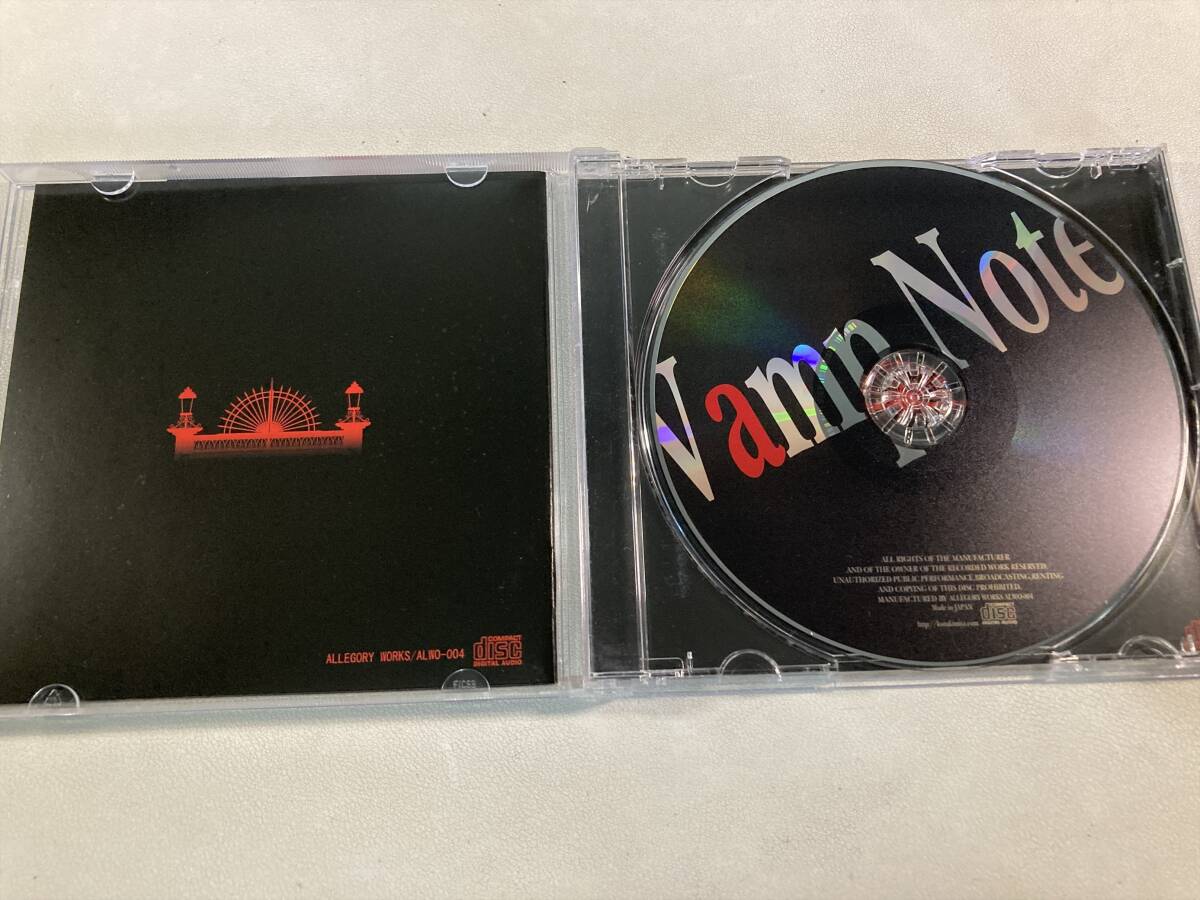 ALLEGORY WORKS/ALWO-004
COMPACT
disc
DIGITAL AUDIO
Vamp Note
ALL RIGHTS OF THE MANUFACTURER
AND OF THE OWNER OF THE RECORDED WORK RESERVED.
UNAUTHORIZED PUBLIC PERFORMANCE,BROADCASTING,RENTING
AND COPYING OF THIS DISC PROHIBITED.
MANUFACTURED BY ALLEGORY WORKS ALWO-004
Made in JAPAN
disc